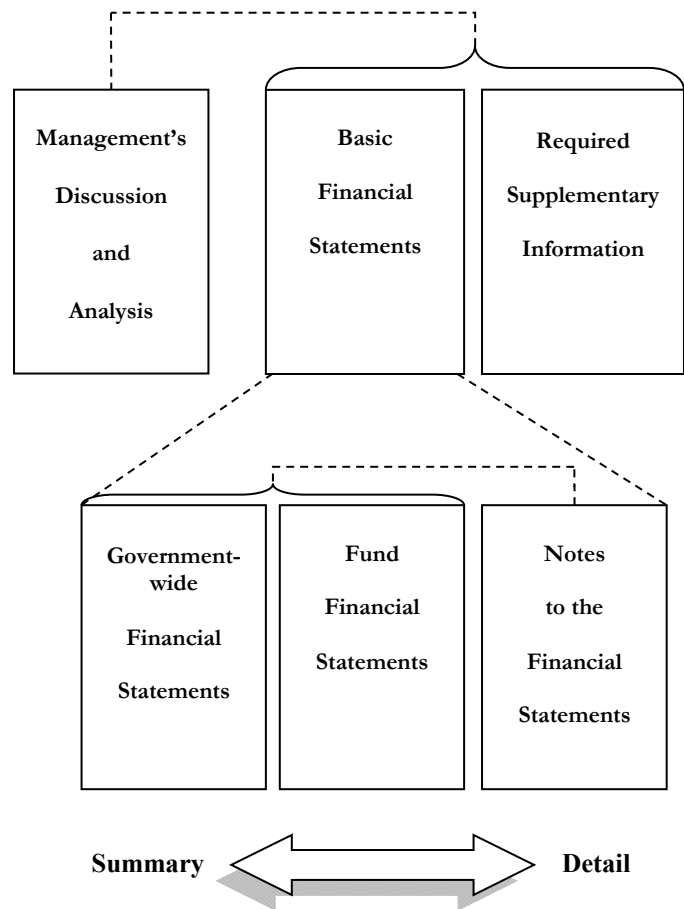 Management’s
Discussion
and
Analysis
Basic
Financial
Statements
Required
Supplementary
Information
Government-
wide
Financial
Statements
Fund
Financial
Statements
Notes
to the
Financial
Statements
Summary
Detail